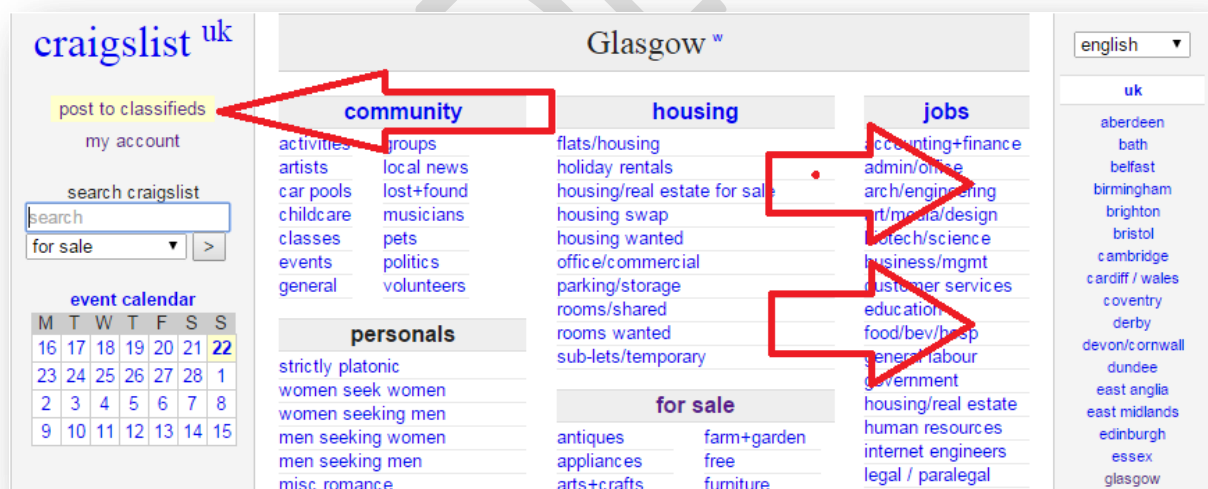 craigslist uk
post to classifieds
my account
search craigslist
search
for sale ▼ >
event calendar
M T W T F S S
16 17 18 19 20 21 22
23 24 25 26 27 28 1
2 3 4 5 6 7 8
9 10 11 12 13 14 15
Glasgow w
community
activities groups
artists local news
car pools lost+found
childcare musicians
classes pets
events politics
general volunteers
personals
strictly platonic
women seek women
women seeking men
men seeking women
men seeking men
misc romance
housing
flats/housing
holiday rentals
housing/real estate for sale
housing swap
housing wanted
office/commercial
parking/storage
rooms/shared
rooms wanted
sub-lets/temporary
for sale
antiques farm+garden
appliances free
arts+crafts furniture
jobs
accounting+finance
admin/office
arch/engineering
art/media/design
biotech/science
business/mgmt
customer services
education
food/bev/hosp
general labour
government
housing/real estate
human resources
internet engineers
legal / paralegal
english ▼
uk
aberdeen
bath
belfast
birmingham
brighton
bristol
cambridge
cardiff / wales
coventry
derby
devon/cornwall
dundee
east anglia
east midlands
edinburgh
essex
glasgow